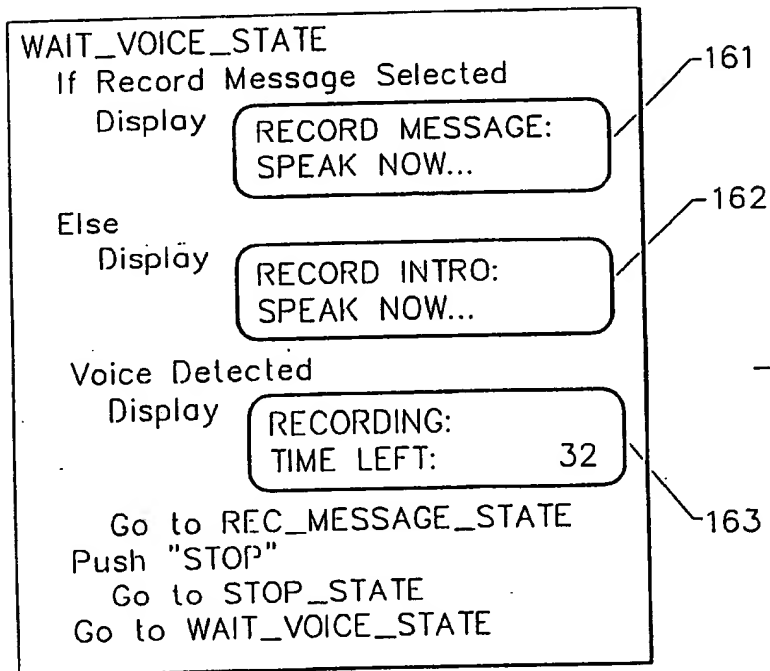 WAIT_VOICE_STATE
If Record Message Selected
Display
RECORD MESSAGE:
SPEAK NOW...
161
Else
Display
RECORD INTRO:
SPEAK NOW...
162
Voice Detected
Display
RECORDING:
TIME LEFT: 32
163
Go to REC_MESSAGE_STATE
Push "STOP"
Go to STOP_STATE
Go to WAIT_VOICE_STATE